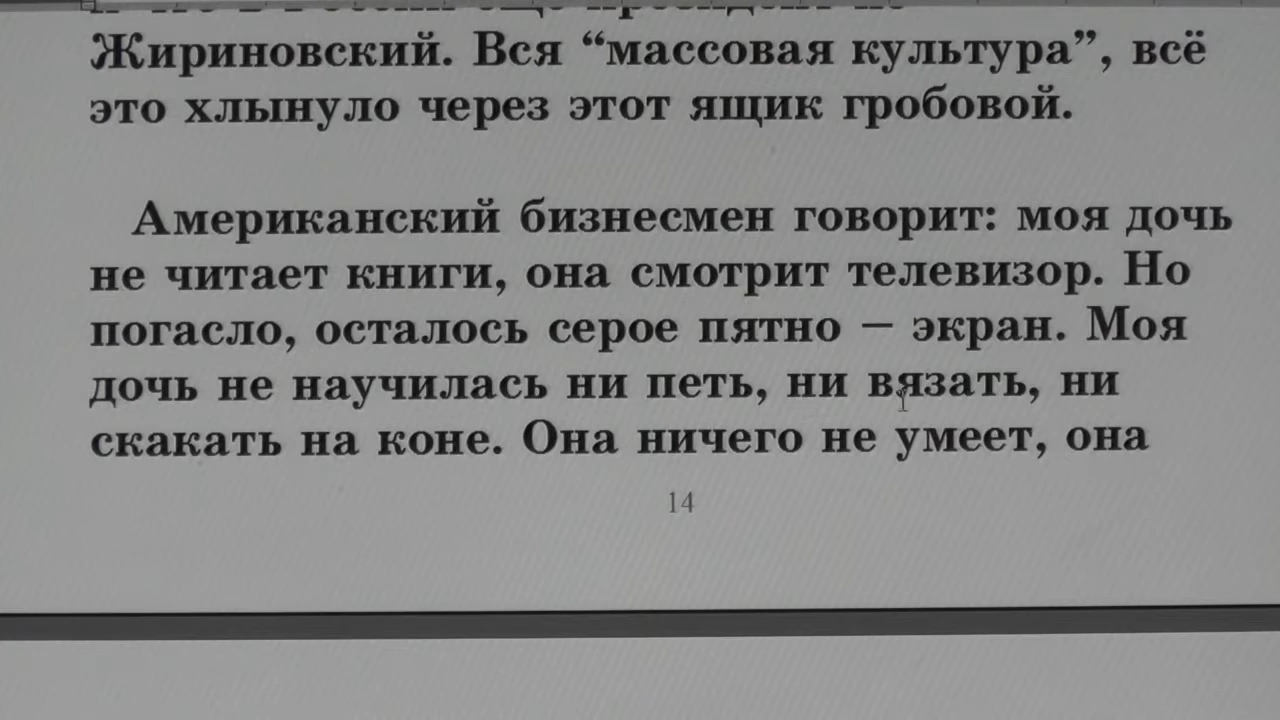 Жириновский. Вся “массовая культура”, всё
это хлынуло через этот ящик гробовой.
Американский бизнесмен говорит: моя дочь
не читает книги, она смотрит телевизор. Но
погасло, осталось серое пятно – экран. Моя
дочь не научилась ни петь, ни вязать, ни
скакать на коне. Она ничего не умеет, она
14